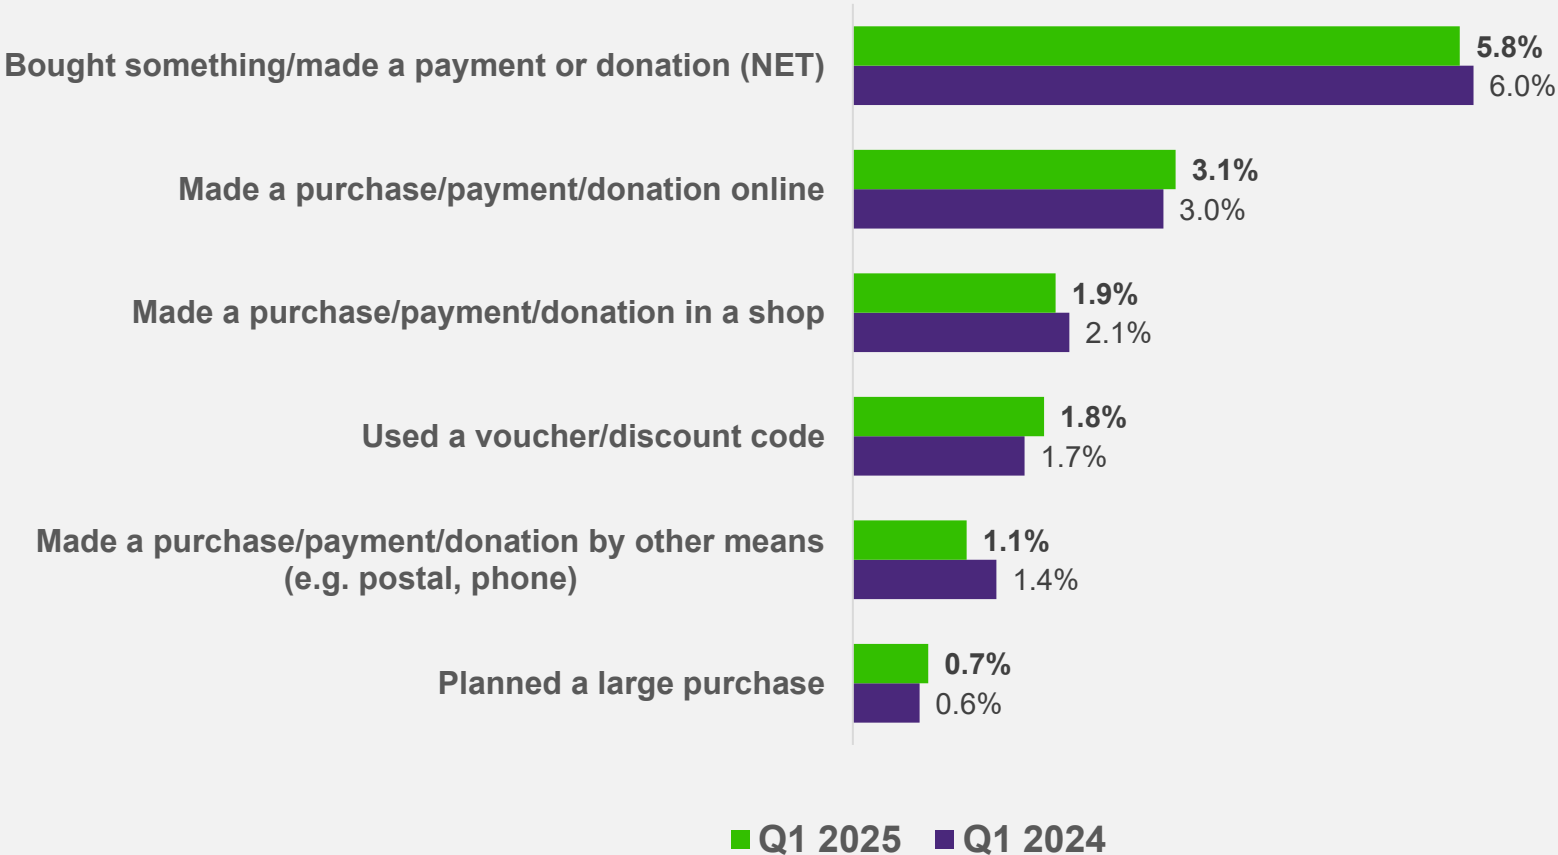 Bought something/made a payment or donation (NET)
5.8%
6.0%
Made a purchase/payment/donation online
3.1%
3.0%
Made a purchase/payment/donation in a shop
1.9%
2.1%
Used a voucher/discount code
1.8%
1.7%
Made a purchase/payment/donation by other means
(e.g. postal, phone)
1.1%
1.4%
Planned a large purchase
0.7%
0.6%
Q1 2025 Q1 2024